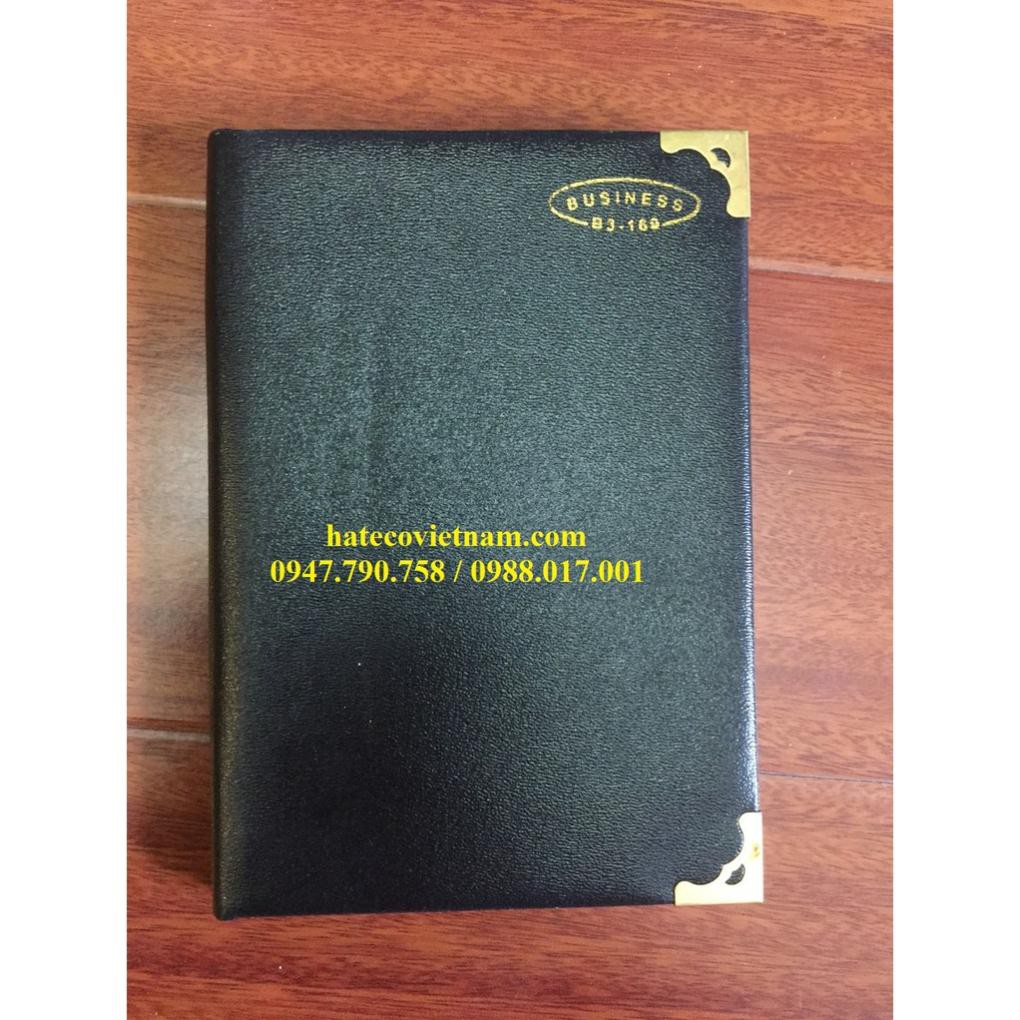 BUSINESS
B3-169
hatecovietnam.com
0947.790.758 / 0988.017.001